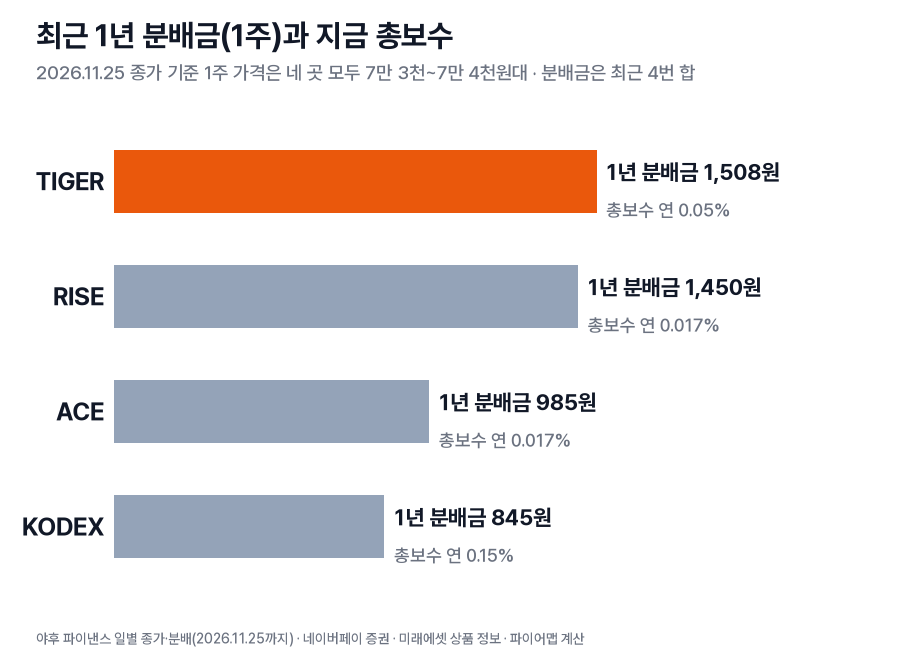 최근 1년 분배금(1주)과 지금 총보수
2026.11.25 종가 기준 1주 가격은 네 곳 모두 7만 3천~7만 4천원대 · 분배금은 최근 4번 합
TIGER
1년 분배금 1,508원
총보수 연 0.05%
RISE
1년 분배금 1,450원
총보수 연 0.017%
ACE
1년 분배금 985원
총보수 연 0.017%
KODEX
1년 분배금 845원
총보수 연 0.15%
야후 파이낸스 일별 종가·분배(2026.11.25까지) · 네이버페이 증권 · 미래에셋 상품 정보 · 파이어맵 계산